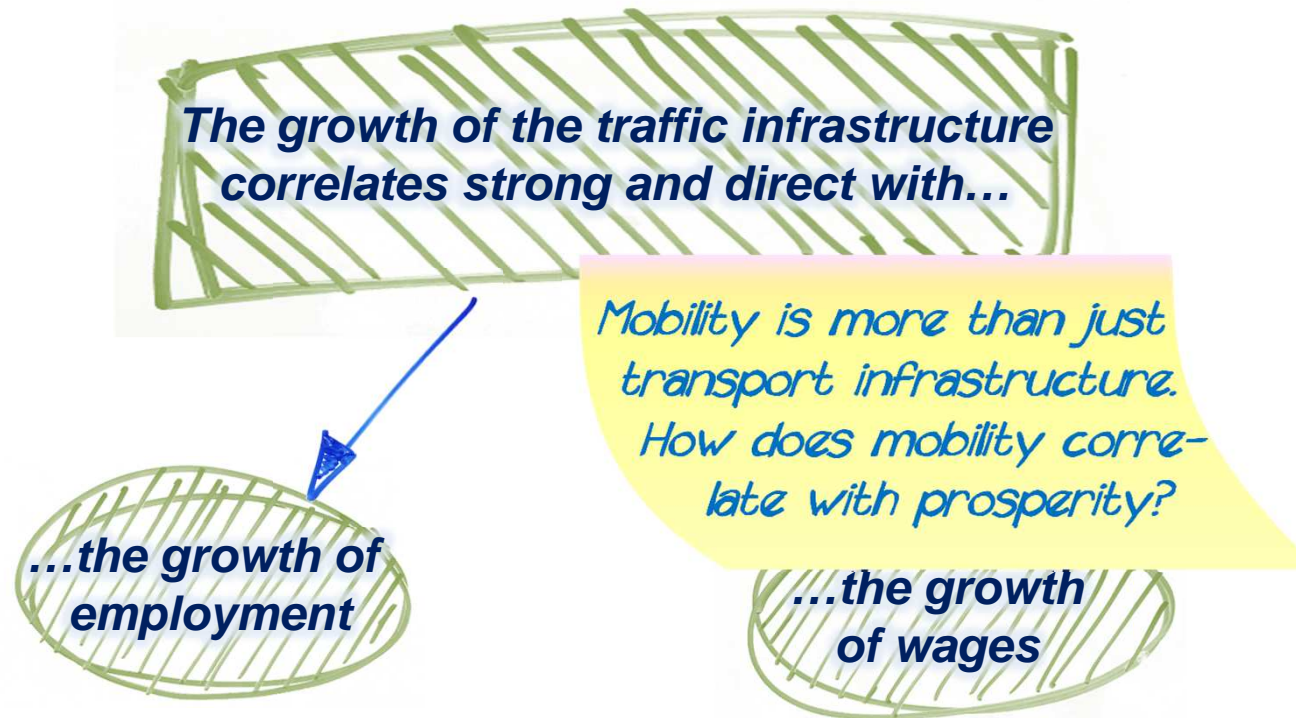 The growth of the traffic infrastructure
correlates strong and direct with…
Mobility is more than just
transport infrastructure.
How does mobility corre-
late with prosperity?
…the growth of
employment
…the growth
of wages